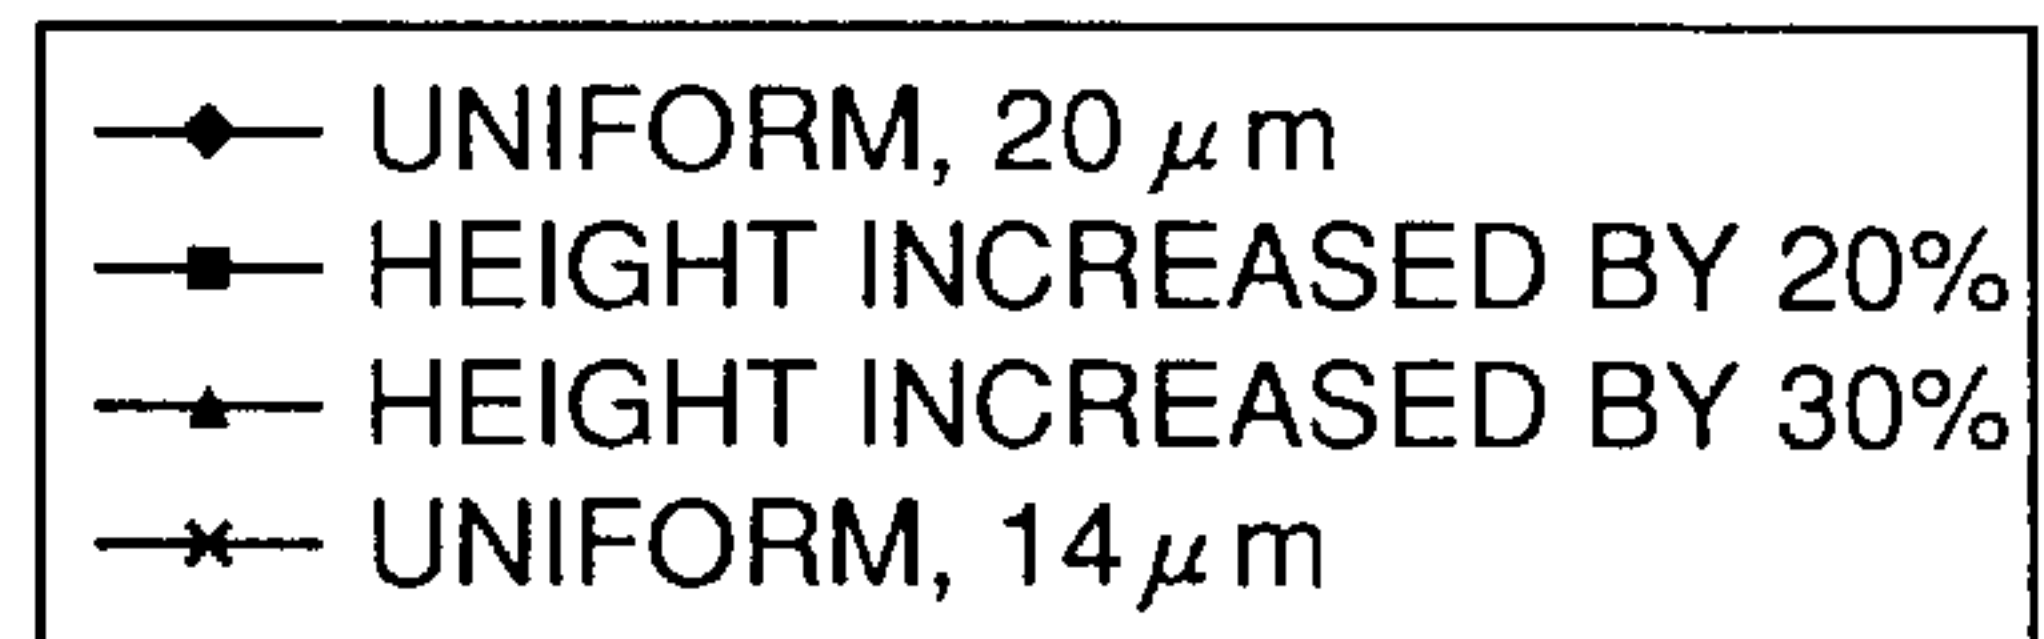 UNIFORM, 20 μm
HEIGHT INCREASED BY 20%
HEIGHT INCREASED BY 30%
UNIFORM, 14 μm